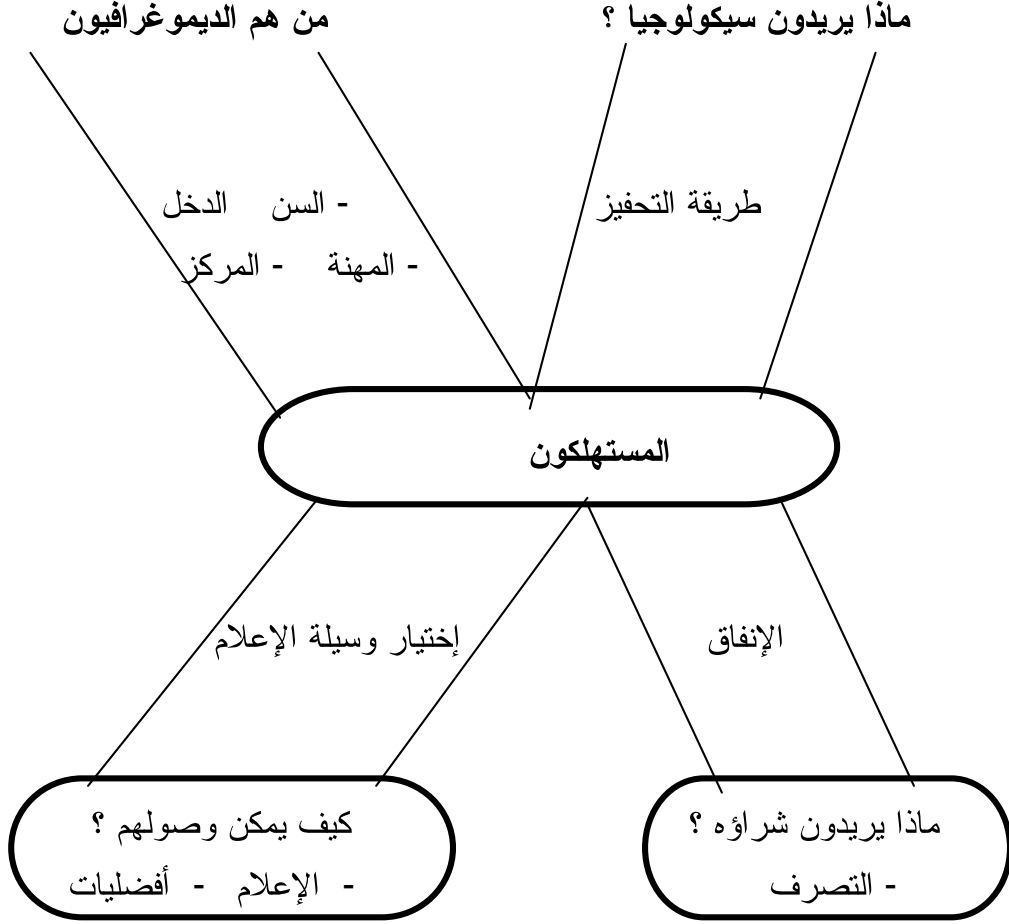 ماذا يريدون سيكولوجيا ؟
من هم الديموغرافيون
طريقة التحفيز
- السن الدخل
- المهنة - المركز
المستهلكون
الإنفاق
إختيار وسيلة الإعلام
ماذا يريدون شراؤه ؟
- التصرف
كيف يمكن وصولهم ؟
- الإعلام - أفضليات